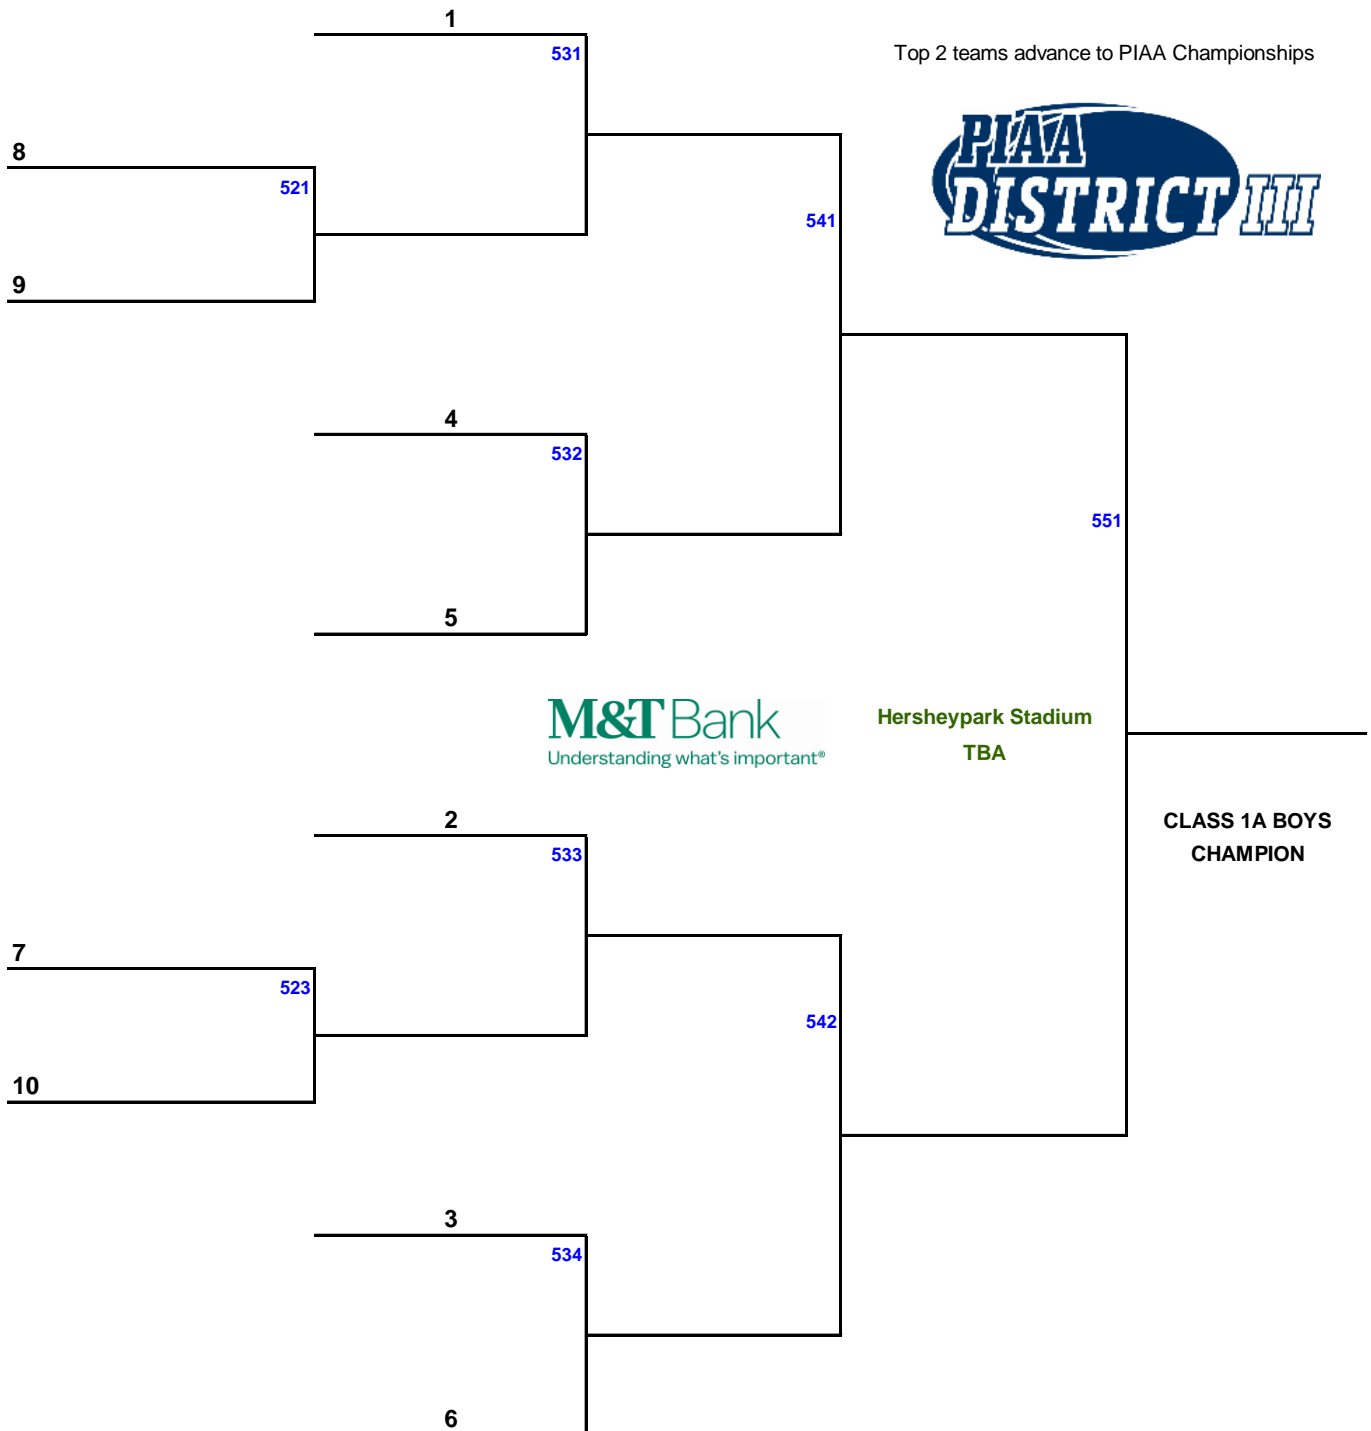 1
531
Top 2 teams advance to PIAA Championships
PIAA
DISTRICT III
8
521
541
9
4
532
551
5
M&T Bank
Understanding what's important®
Hersheypark Stadium
TBA
2
533
CLASS 1A BOYS
CHAMPION
7
523
542
10
3
534
6